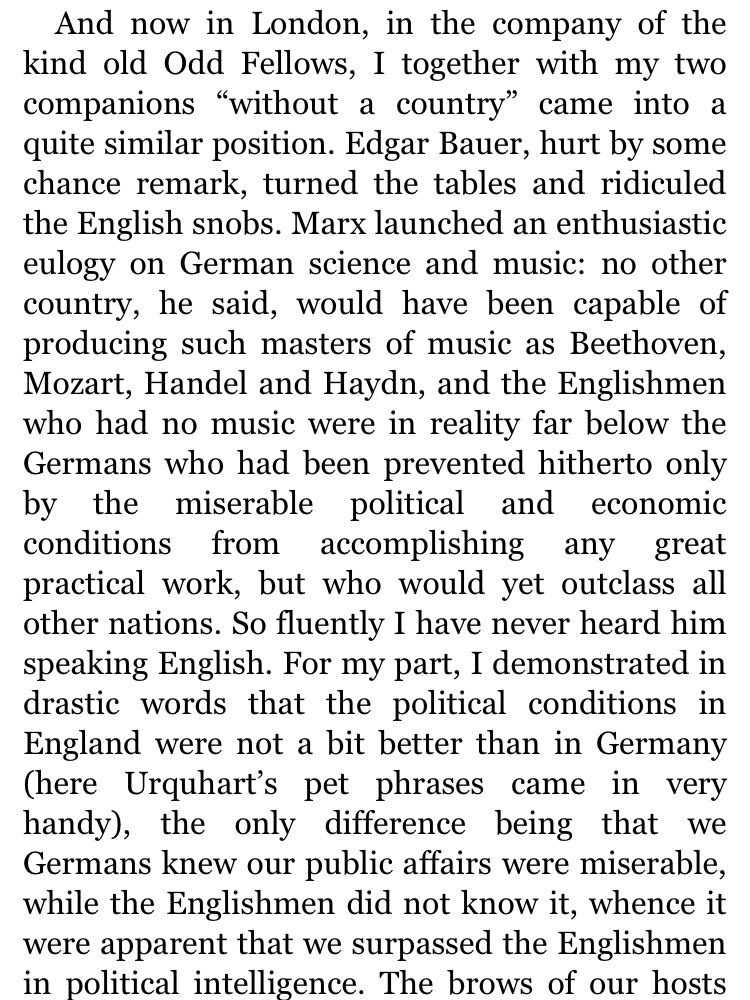 And now in London, in the company of the
kind old Odd Fellows, I together with my two
companions “without a country” came into a
quite similar position. Edgar Bauer, hurt by some
chance remark, turned the tables and ridiculed
the English snobs. Marx launched an enthusiastic
eulogy on German science and music: no other
country, he said, would have been capable of
producing such masters of music as Beethoven,
Mozart, Handel and Haydn, and the Englishmen
who had no music were in reality far below the
Germans who had been prevented hitherto only
by the miserable political and economic
conditions from accomplishing any great
practical work, but who would yet outclass all
other nations. So fluently I have never heard him
speaking English. For my part, I demonstrated in
drastic words that the political conditions in
England were not a bit better than in Germany
(here Urquhart’s pet phrases came in very
handy), the only difference being that we
Germans knew our public affairs were miserable,
while the Englishmen did not know it, whence it
were apparent that we surpassed the Englishmen
in political intelligence. The brows of our hosts